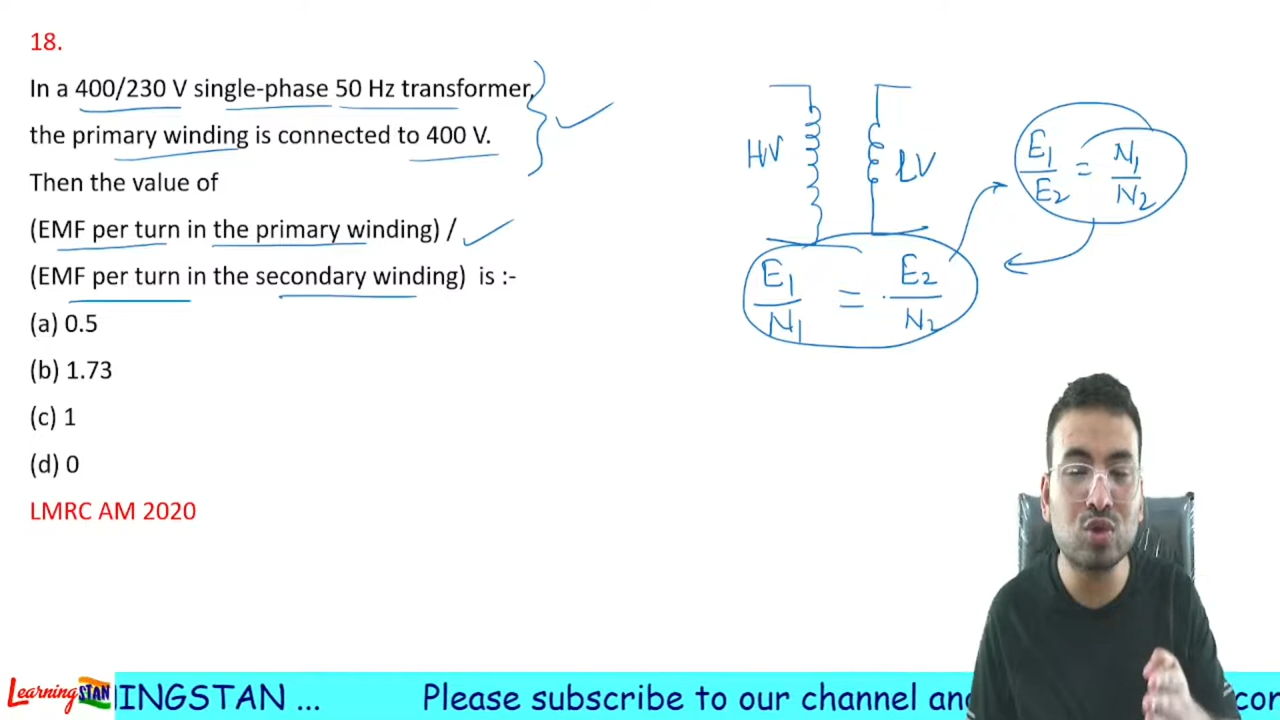 18.
In a 400/230 V single-phase 50 Hz transformer,
the primary winding is connected to 400 V.
Then the value of
(EMF per turn in the primary winding) /
(EMF per turn in the secondary winding) is :-
(a) 0.5
(b) 1.73
(c) 1
(d) 0
LMRC AM 2020
HV
LV
E1/E2 = N1/N2
E1/N1 = E2/N2
LearningSTAN
NINGSTAN ... Please subscribe to our channel and